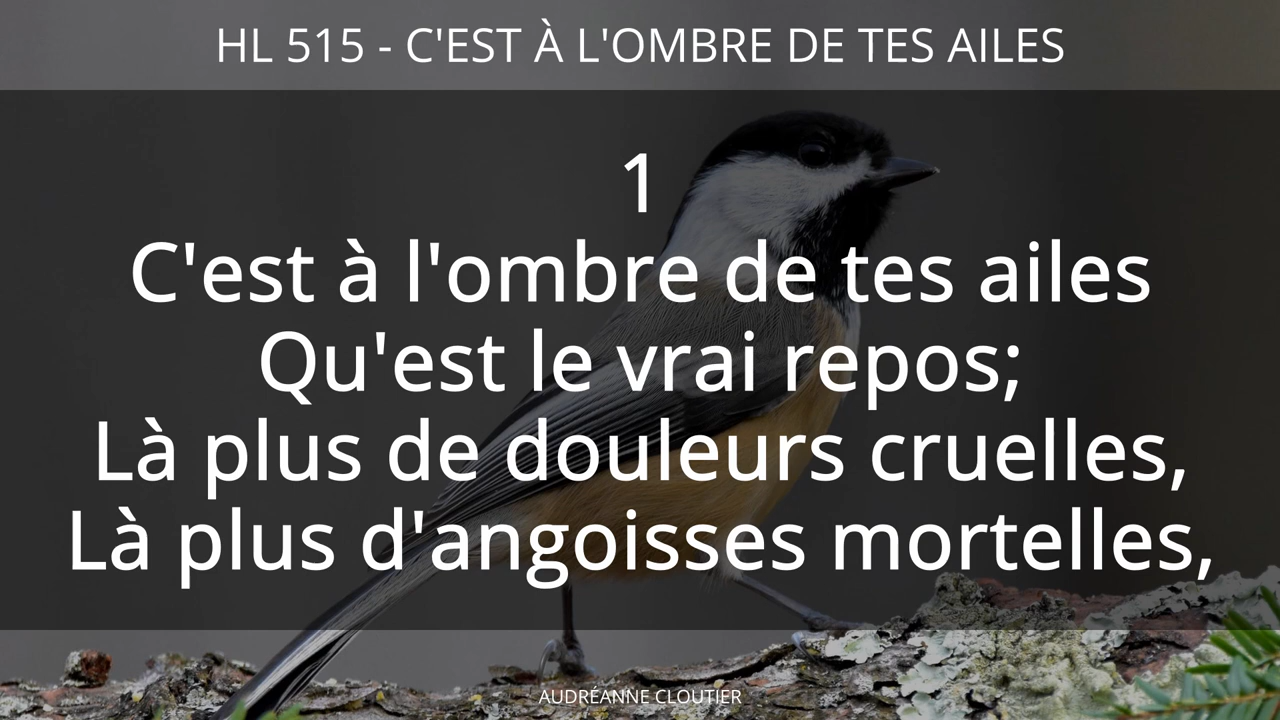 HL 515 - C'EST À L'OMBRE DE TES AILES
1
C'est à l'ombre de tes ailes
Qu'est le vrai repos;
Là plus de douleurs cruelles,
Là plus d'angoisses mortelles,
AUDRÉANNE CLOUTIER